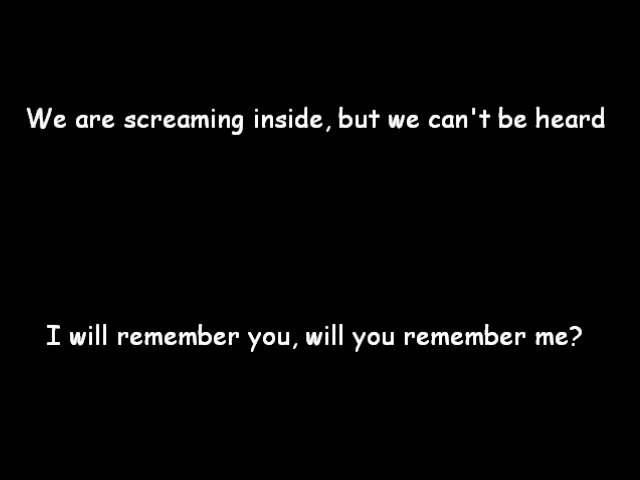 We are screaming inside, but we can't be heard
I will remember you, will you remember me?